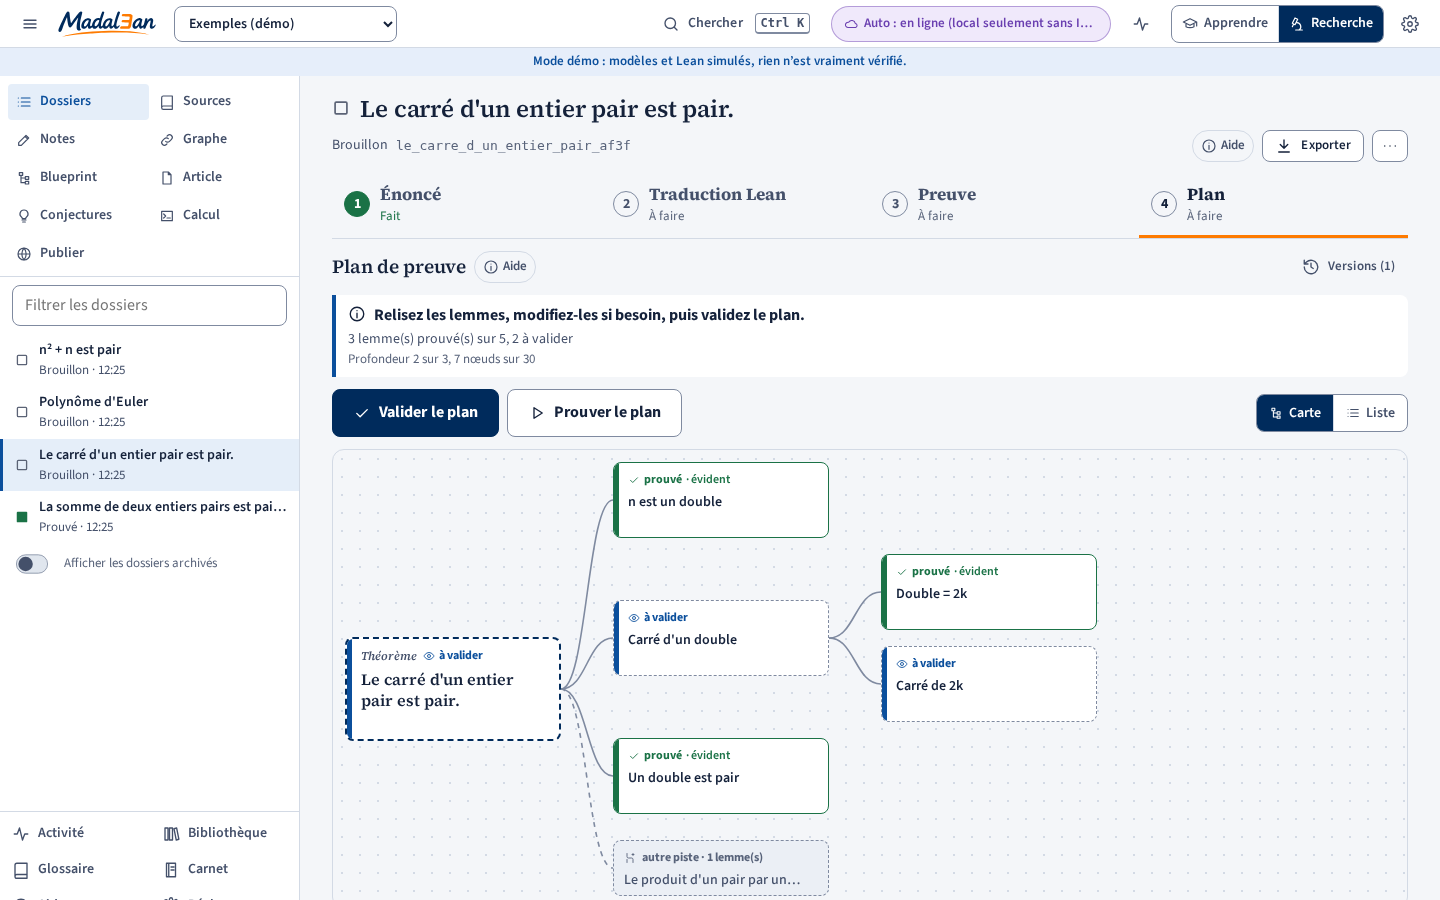 Madal3an
Exemples (démo)
Chercher
Ctrl K
Auto : en ligne (local seulement sans I…
Apprendre
Recherche
Mode démo : modèles et Lean simulés, rien n'est vraiment vérifié.
Dossiers
Sources
Notes
Graphe
Blueprint
Article
Conjectures
Calcul
Publier
Filtrer les dossiers
n² + n est pair
Brouillon · 12:25
Polynôme d'Euler
Brouillon · 12:25
Le carré d'un entier pair est pair.
Brouillon · 12:25
La somme de deux entiers pairs est pai…
Prouvé · 12:25
Afficher les dossiers archivés
Activité
Bibliothèque
Glossaire
Carnet
Le carré d'un entier pair est pair.
Brouillon le_carre_d_un_entier_pair_af3f
Aide
Exporter
···
1 Énoncé
Fait
2 Traduction Lean
À faire
3 Preuve
À faire
4 Plan
À faire
Plan de preuve
Aide
Versions (1)
Relisez les lemmes, modifiez-les si besoin, puis validez le plan.
3 lemme(s) prouvé(s) sur 5, 2 à valider
Profondeur 2 sur 3, 7 nœuds sur 30
Valider le plan
Prouver le plan
Carte
Liste
Théorème à valider
Le carré d'un entier
pair est pair.
prouvé · évident
n est un double
à valider
Carré d'un double
prouvé · évident
Double = 2k
à valider
Carré de 2k
prouvé · évident
Un double est pair
autre piste · 1 lemme(s)
Le produit d'un pair par un…